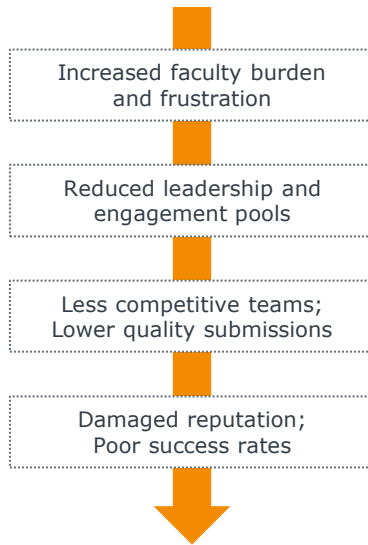 Increased faculty burden
and frustration
Reduced leadership and
engagement pools
Less competitive teams;
Lower quality submissions
Damaged reputation;
Poor success rates